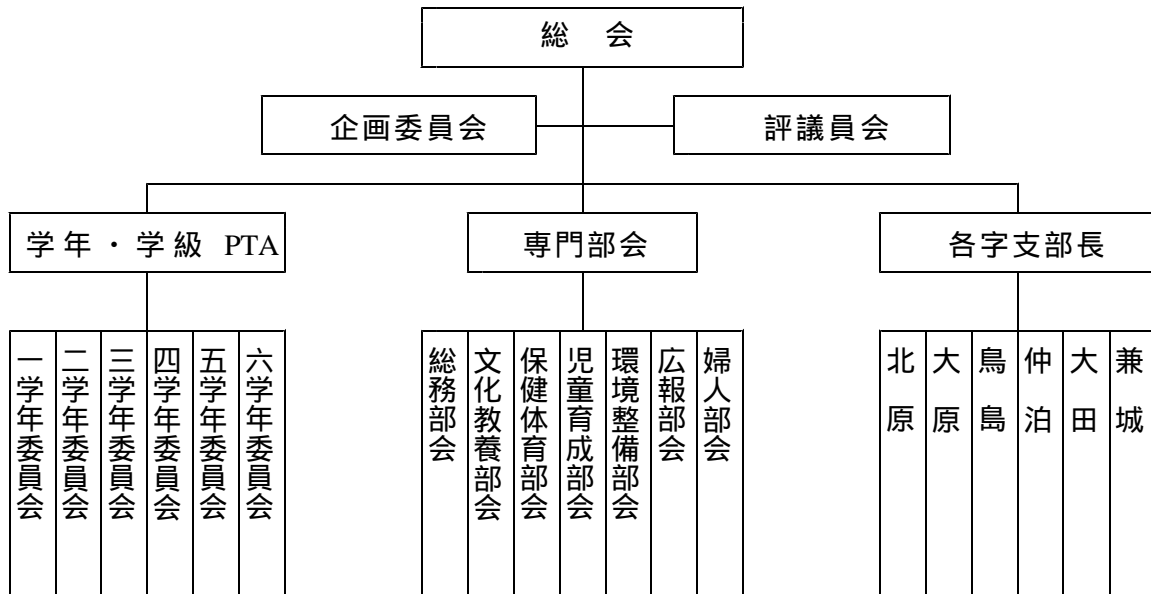 総　会
企画委員会
評議員会
学年・学級 PTA
専門部会
各字支部長
一学年委員会
二学年委員会
三学年委員会
四学年委員会
五学年委員会
六学年委員会
総務部会
文化教養部会
保健体育部会
児童育成部会
環境整備部会
広報部会
婦人部会
北原
大原
鳥島
仲泊
大田
兼城